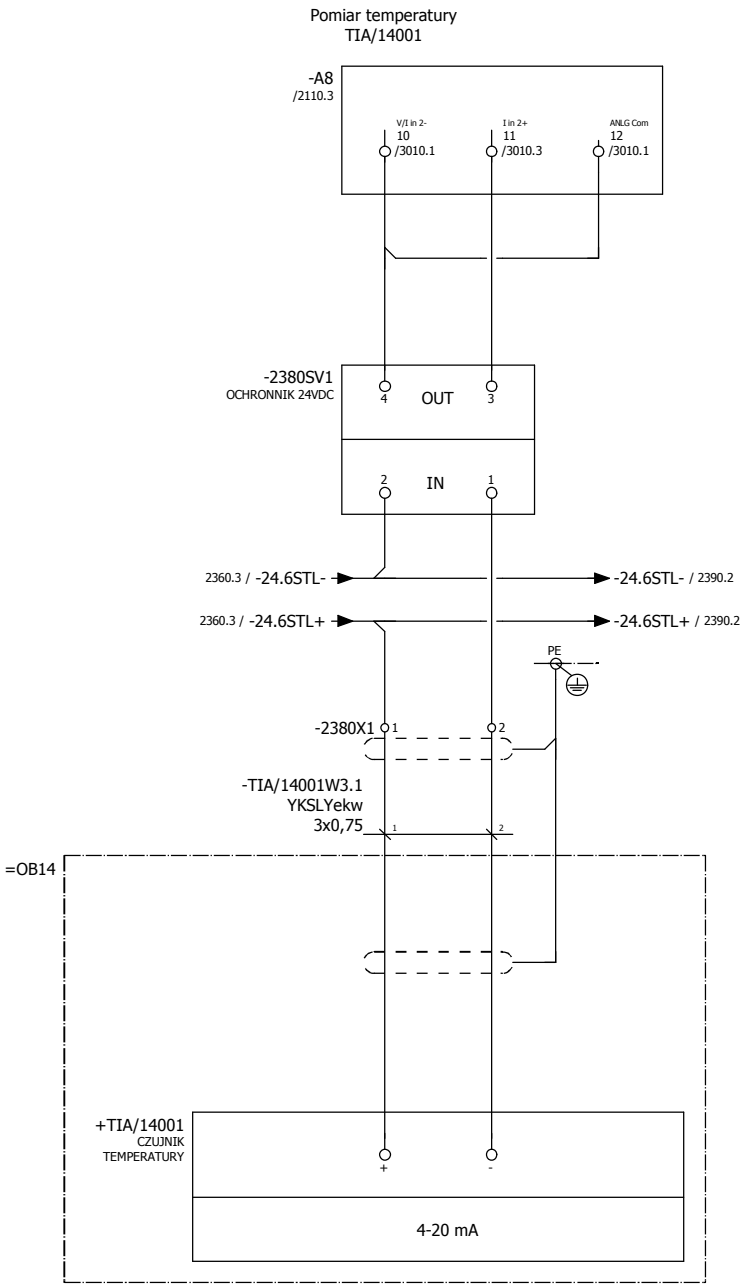 Pomiar temperatury
TIA/14001
-A8
/2110.3
V/I in 2-
10
/3010.1
I in 2+
11
/3010.3
ANLG Com
12
/3010.1
-2380SV1
OCHRONNIK 24VDC
4
OUT
3
2
IN
1
2360.3 / -24.6STL-
-24.6STL- / 2390.2
2360.3 / -24.6STL+
-24.6STL+ / 2390.2
PE
-2380X1
1
2
-TIA/14001W3.1
YKSLYekw
3x0,75
1
2
=OB14
+TIA/14001
CZUJNIK
TEMPERATURY
+
-
4-20 mA